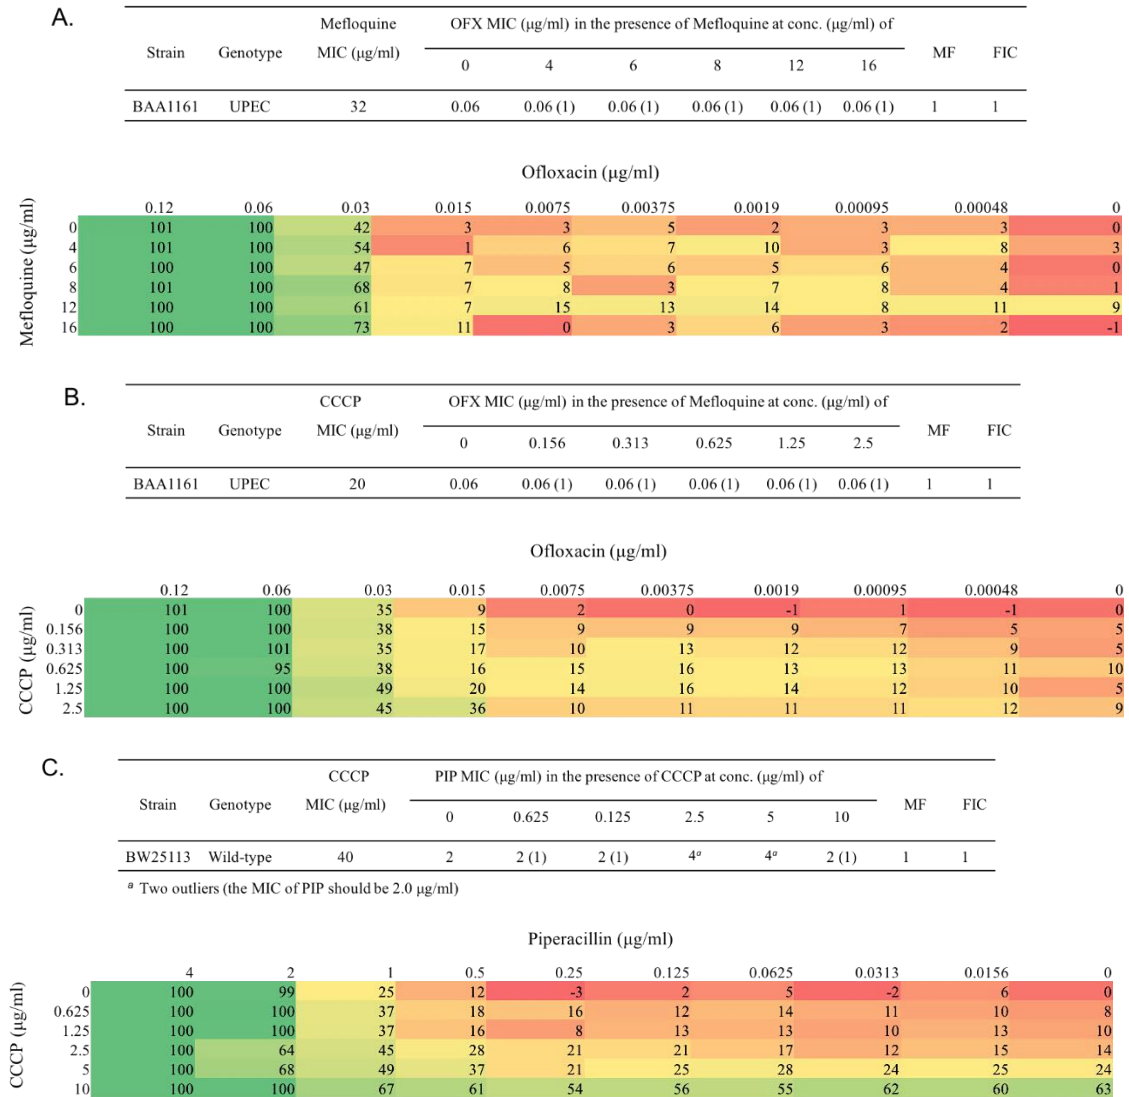 A.
Mefloquine OFX MIC (µg/ml) in the presence of Mefloquine at conc. (µg/ml) of
Strain Genotype MIC (µg/ml) MF FIC
0 4 6 8 12 16
BAA1161 UPEC 32 0.06 0.06 (1) 0.06 (1) 0.06 (1) 0.06 (1) 0.06 (1) 1 1
Ofloxacin (µg/ml)
Mefloquine (µg/ml)
0.12 0.06 0.03 0.015 0.0075 0.00375 0.0019 0.00095 0.00048 0
0 101 100 42 3 3 5 2 3 3 0
4 101 100 54 1 6 7 10 3 8 3
6 100 100 47 7 5 6 5 6 4 0
8 101 100 68 7 8 3 7 8 4 1
12 100 100 61 7 15 13 14 8 11 9
16 100 100 73 11 0 3 6 3 2 -1
B.
CCCP OFX MIC (µg/ml) in the presence of Mefloquine at conc. (µg/ml) of
Strain Genotype MIC (µg/ml) MF FIC
0 0.156 0.313 0.625 1.25 2.5
BAA1161 UPEC 20 0.06 0.06 (1) 0.06 (1) 0.06 (1) 0.06 (1) 0.06 (1) 1 1
Ofloxacin (µg/ml)
CCCP (µg/ml)
0.12 0.06 0.03 0.015 0.0075 0.00375 0.0019 0.00095 0.00048 0
0 101 100 35 9 2 0 -1 1 -1 0
0.156 100 100 38 15 9 9 9 7 5 5
0.313 100 101 35 17 10 13 12 12 9 5
0.625 100 95 38 16 15 16 13 13 11 10
1.25 100 100 49 20 14 16 14 12 10 5
2.5 100 100 45 36 10 11 11 11 12 9
C.
CCCP PIP MIC (µg/ml) in the presence of CCCP at conc. (µg/ml) of
Strain Genotype MIC (µg/ml) MF FIC
0 0.625 0.125 2.5 5 10
BW25113 Wild-type 40 2 2 (1) 2 (1) 4ᵃ 4ᵃ 2 (1) 1 1
ᵃ Two outliers (the MIC of PIP should be 2.0 µg/ml)
Piperacillin (µg/ml)
CCCP (µg/ml)
4 2 1 0.5 0.25 0.125 0.0625 0.0313 0.0156 0
0 100 99 25 12 -3 2 5 -2 6 0
0.625 100 100 37 18 16 12 14 11 10 8
1.25 100 100 37 16 8 13 13 10 13 10
2.5 100 64 45 28 21 21 17 12 15 14
5 100 68 49 37 21 25 28 24 25 24
10 100 100 67 61 54 56 55 62 60 63